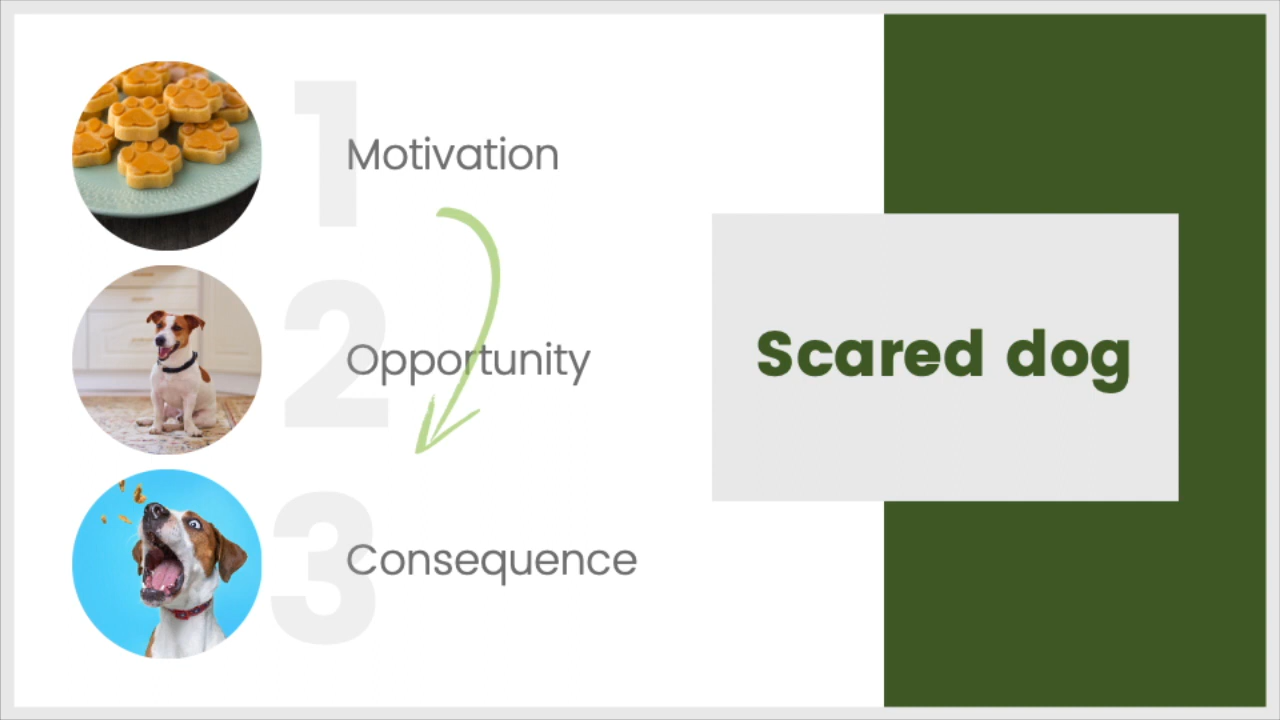 1
Motivation
2
Opportunity
3
Consequence
Scared dog